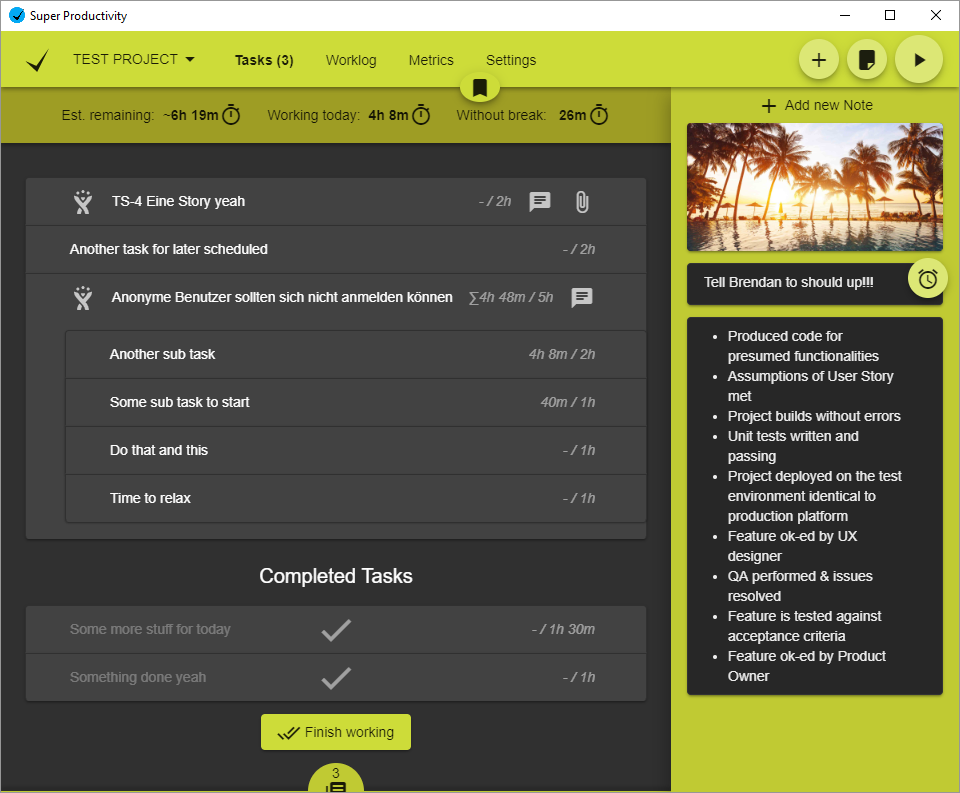 Super Productivity
TEST PROJECT
Tasks (3)
Worklog
Metrics
Settings
Est. remaining: ~6h 19m
Working today: 4h 8m
Without break: 26m
TS-4 Eine Story yeah
- / 2h
Another task for later scheduled
- / 2h
Anonyme Benutzer sollten sich nicht anmelden können
∑4h 48m / 5h
Another sub task
4h 8m / 2h
Some sub task to start
40m / 1h
Do that and this
- / 1h
Time to relax
- / 1h
Completed Tasks
Some more stuff for today
- / 1h 30m
Something done yeah
- / 1h
Finish working
3
Add new Note
Tell Brendan to should up!!!
• Produced code for
presumed functionalities
• Assumptions of User Story
met
• Project builds without errors
• Unit tests written and
passing
• Project deployed on the test
environment identical to
production platform
• Feature ok-ed by UX
designer
• QA performed & issues
resolved
• Feature is tested against
acceptance criteria
• Feature ok-ed by Product
Owner